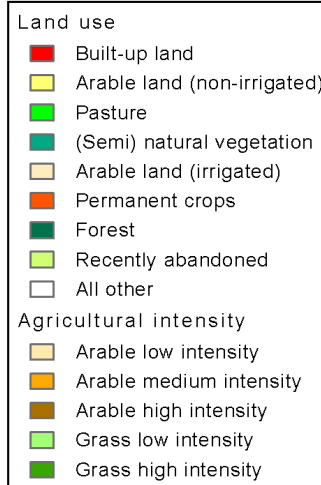 Land use
Built-up land
Arable land (non-irrigated)
Pasture
(Semi) natural vegetation
Arable land (irrigated)
Permanent crops
Forest
Recently abandoned
All other
Agricultural intensity
Arable low intensity
Arable medium intensity
Arable high intensity
Grass low intensity
Grass high intensity